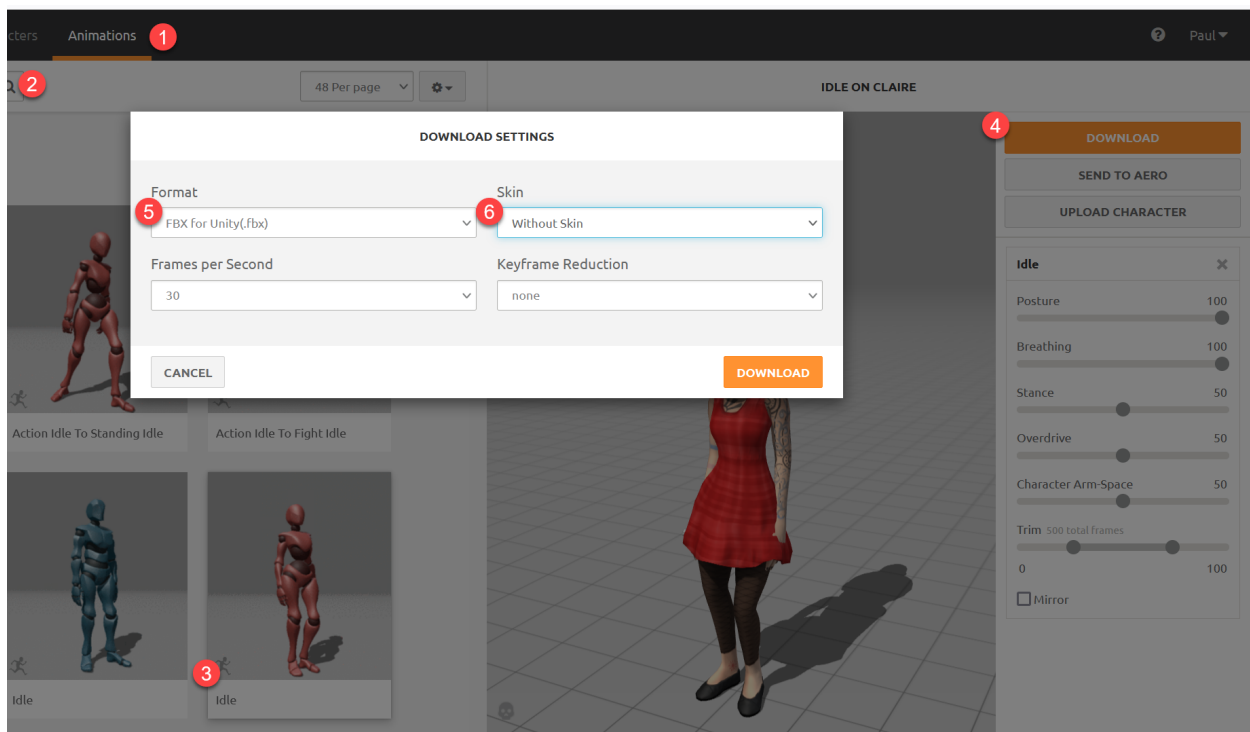 cters Animations 1 Paul
2 48 Per page IDLE ON CLAIRE
DOWNLOAD SETTINGS
Format Skin
5 FBX for Unity(.fbx) 6 Without Skin
Frames per Second Keyframe Reduction
30 none
CANCEL DOWNLOAD
4 DOWNLOAD
SEND TO AERO
UPLOAD CHARACTER
Idle
Posture 100
Breathing 100
Stance 50
Overdrive 50
Character Arm-Space 50
Trim 500 total frames
0 100
Mirror
Action Idle To Standing Idle Action Idle To Fight Idle
3
Idle Idle